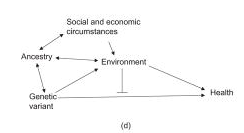 Social and economic
circumstances
Ancestry
Environment
Genetic
variant
Health
(d)